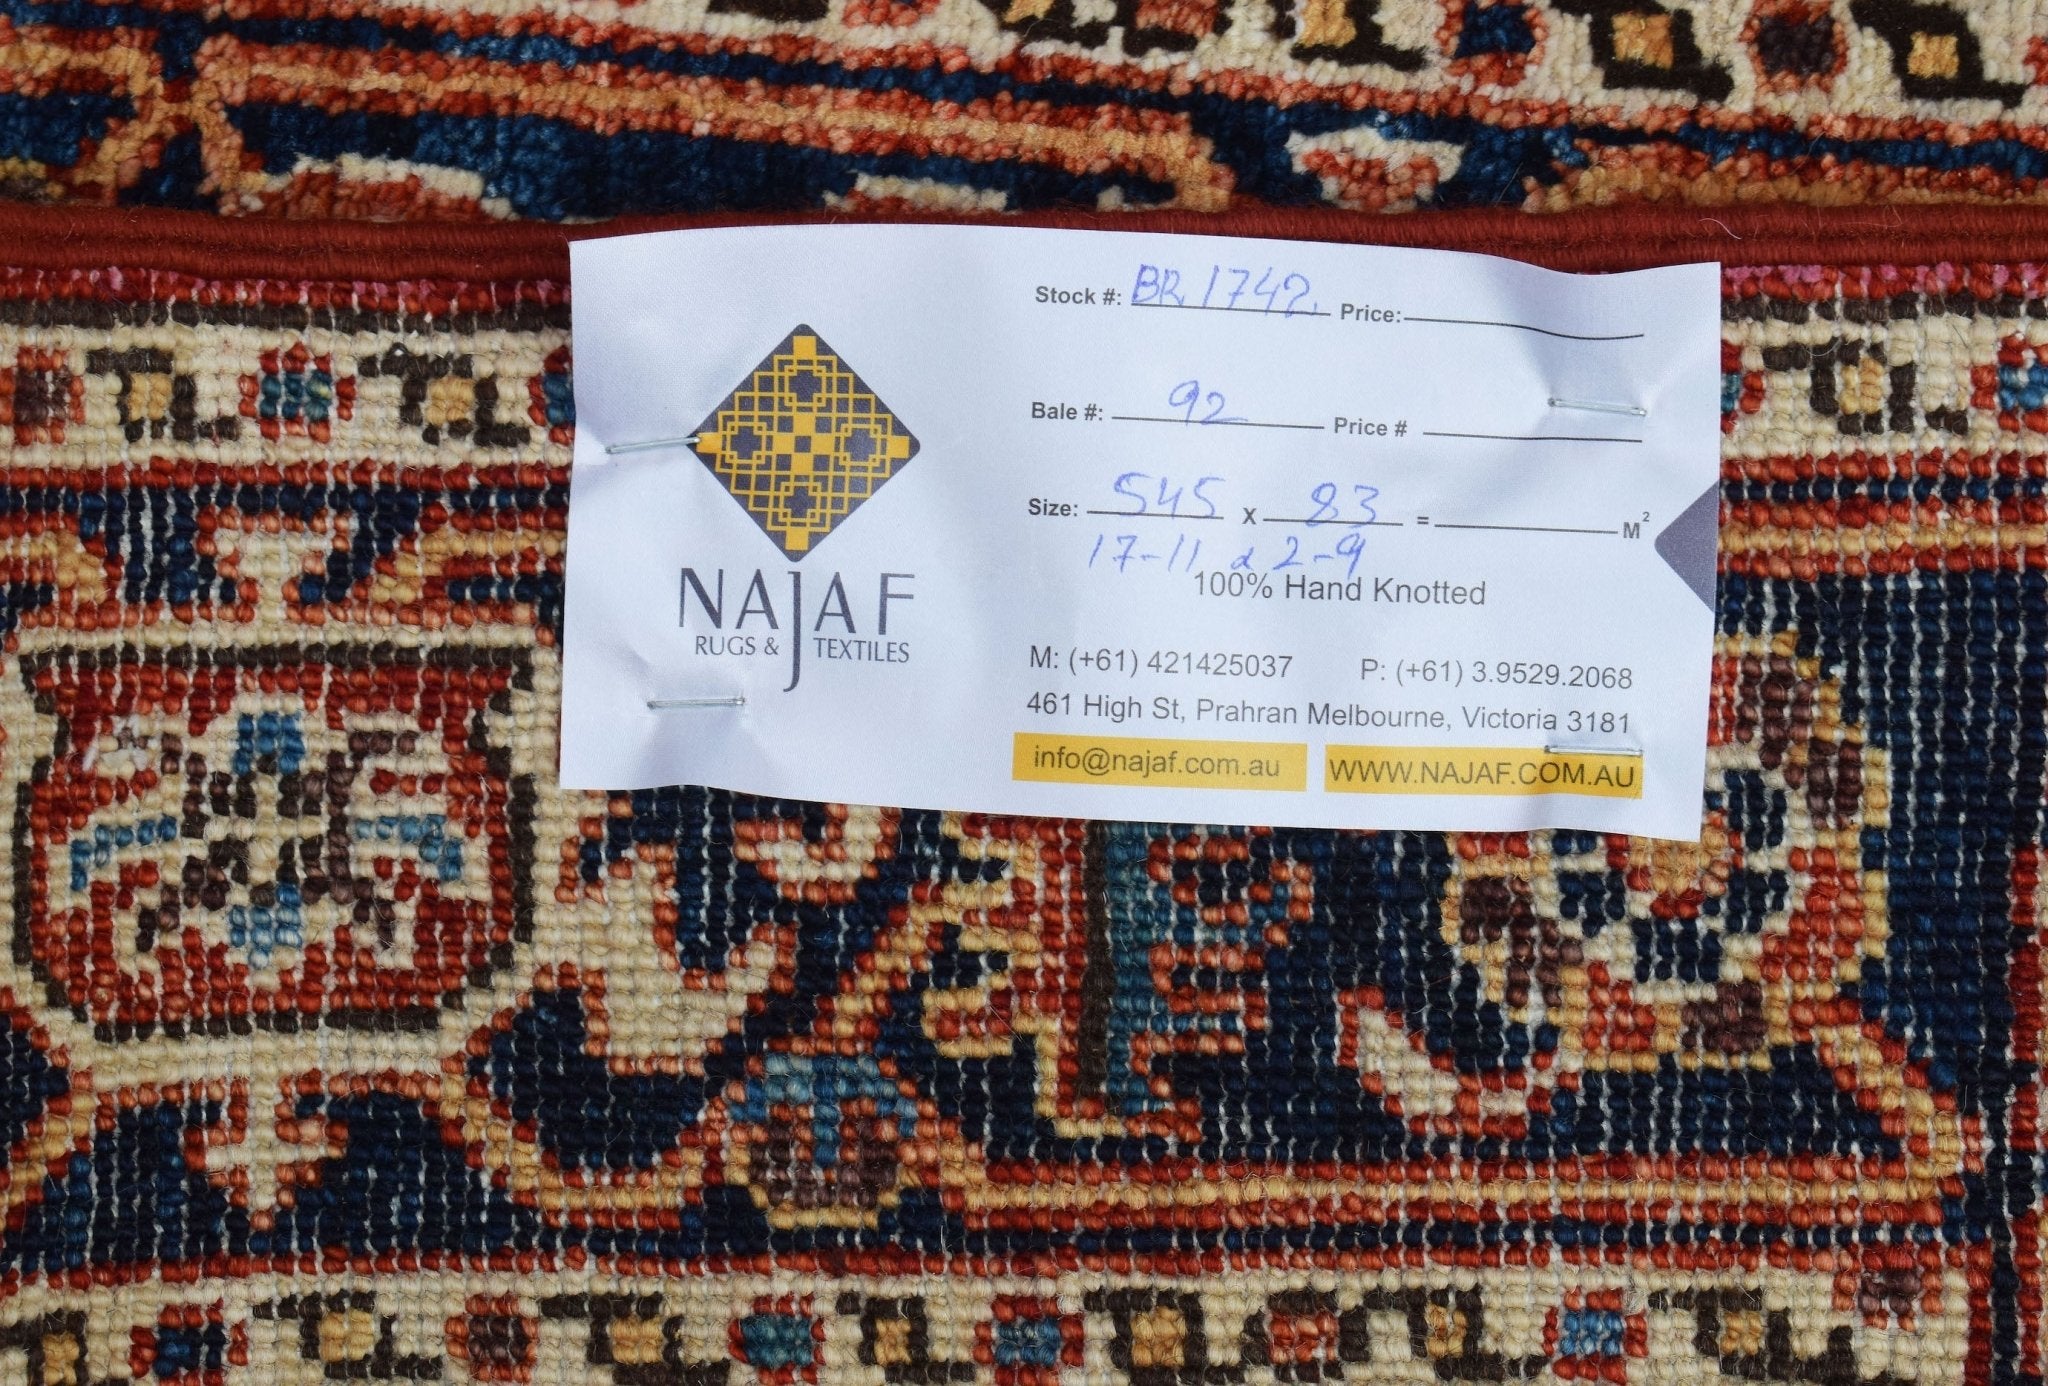 NAJAF
RUGS & TEXTILES
Stock #: BR 1742. Price:
Bale #: 92 Price #
Size: 545 X 83 = M²
17-11 x 2-9
100% Hand Knotted
M: (+61) 421425037 P: (+61) 3.9529.2068
461 High St, Prahran Melbourne, Victoria 3181
info@najaf.com.au WWW.NAJAF.COM.AU